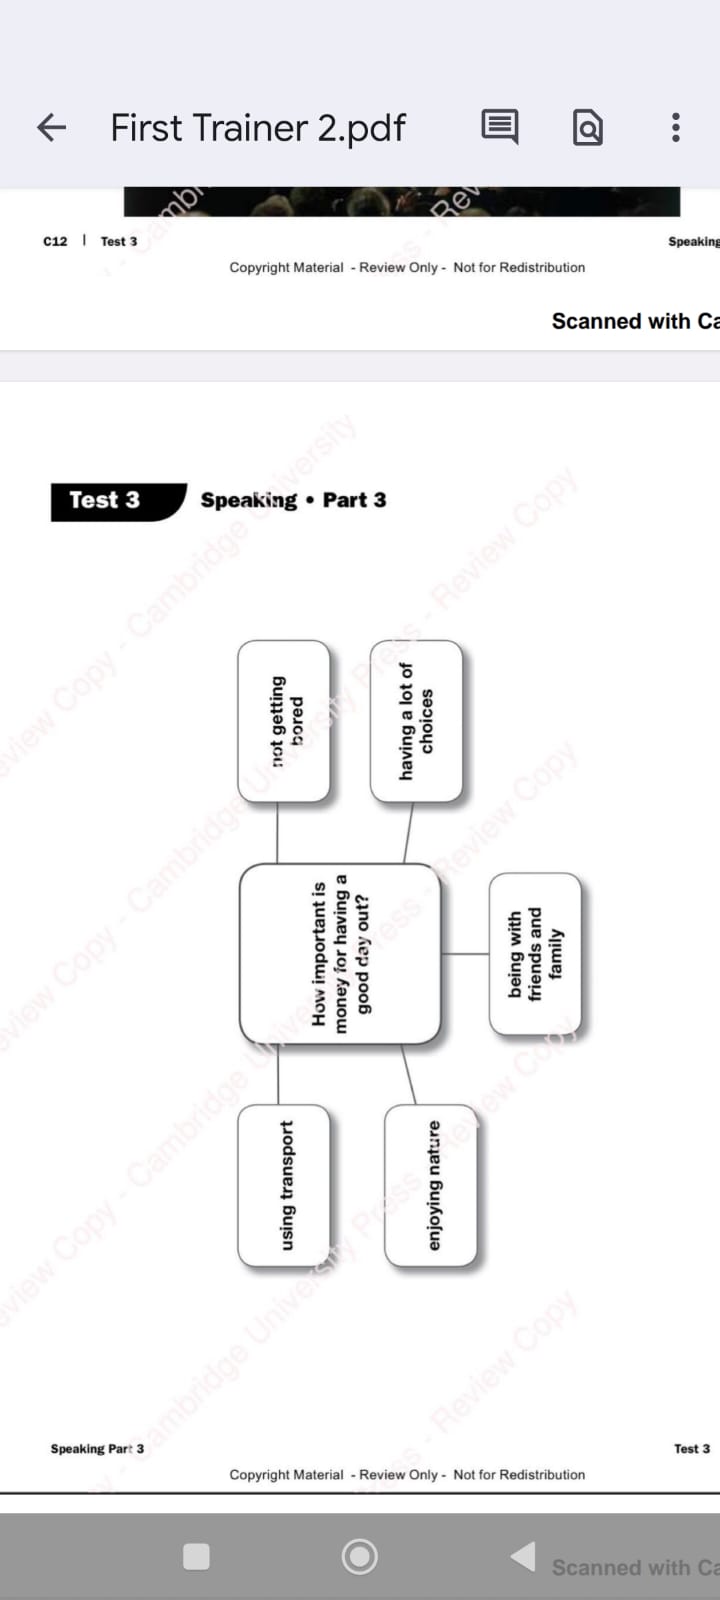 First Trainer 2.pdf
C12 | Test 3
Speaking
Copyright Material - Review Only - Not for Redistribution
Scanned with Ca
Test 3
Speaking • Part 3
using transport
not getting
bored
How important is
money for having a
good day out?
enjoying nature
having a lot of
choices
being with
friends and
family
Speaking Part 3
Test 3
Copyright Material - Review Only - Not for Redistribution
Scanned with Ca
Cambridge University Press - Review Copy